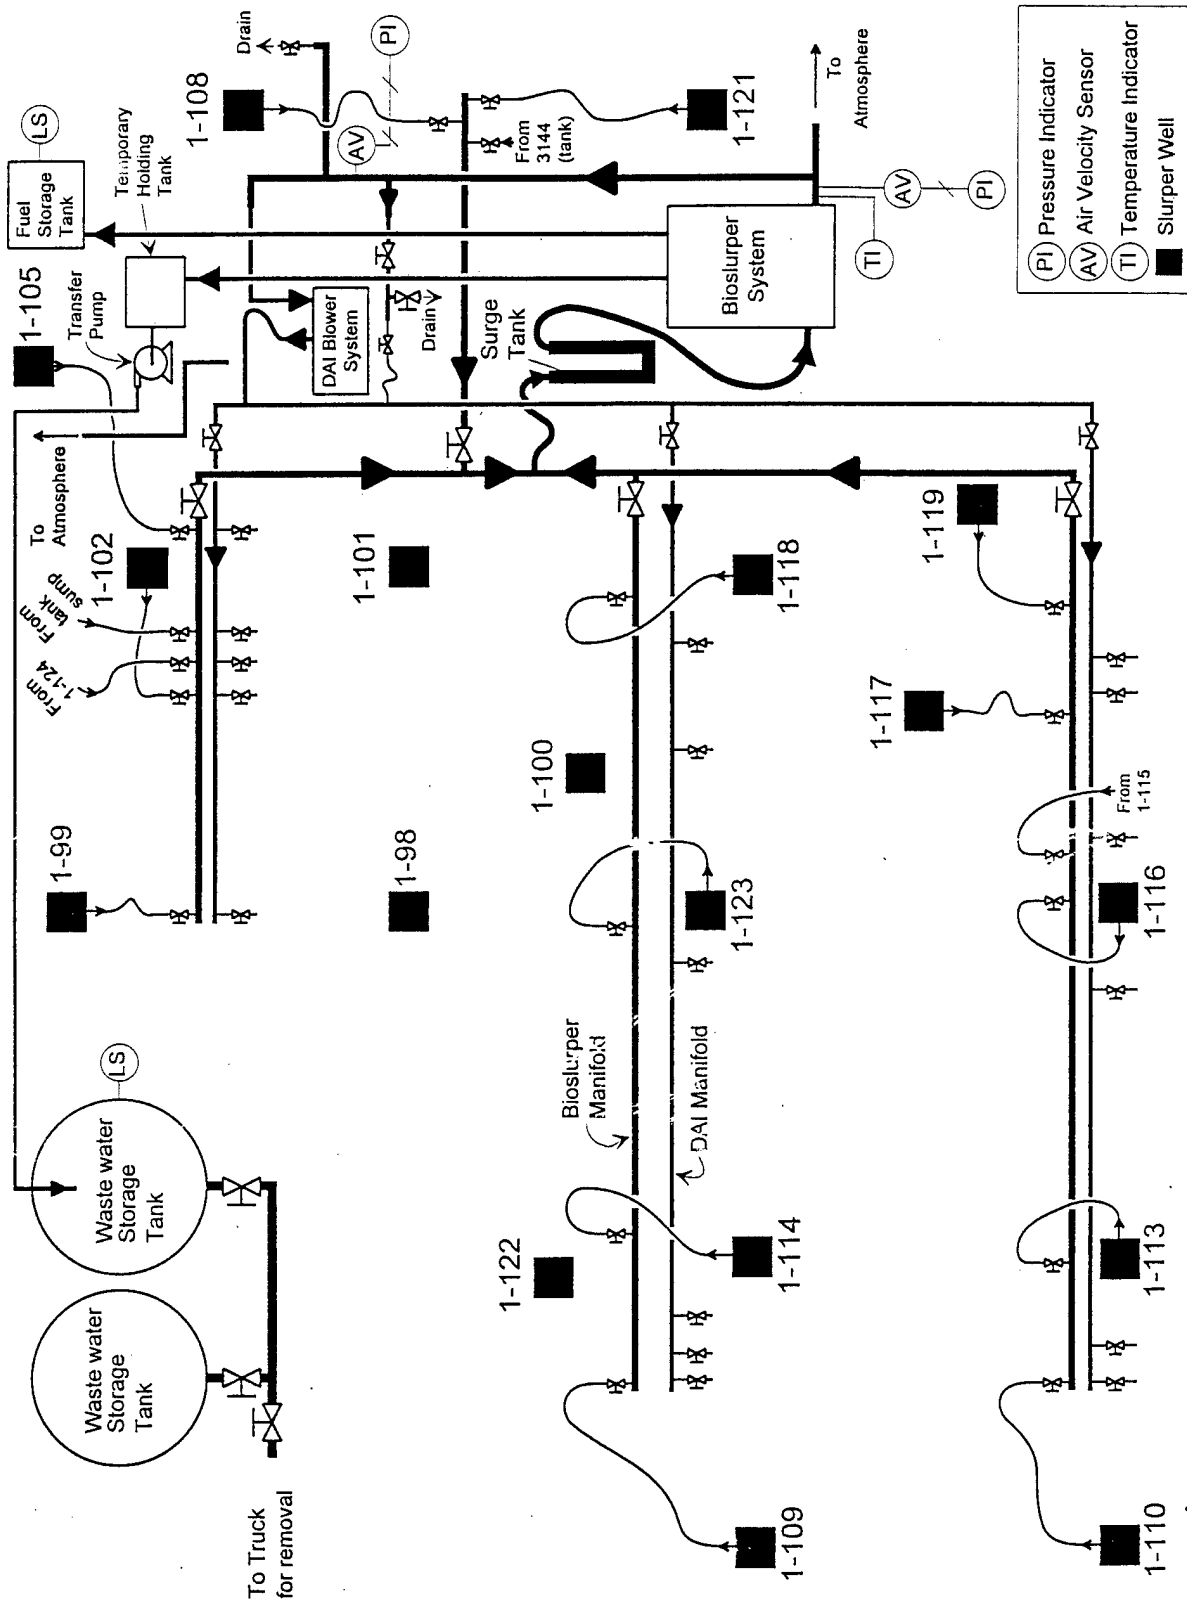 To Truck
for removal
Waste water
Storage
Tank
Waste water
Storage
Tank
LS
1-99
From
1-124
From
tank
sump
1-102
To
Atmosphere
1-105
Transfer
Pump
Temporary
Holding
Tank
Fuel
Storage
Tank
LS
1-108
Drain
PI
AV
DAI Blower
System
Drain
From
3144
(tank)
1-121
Surge
Tank
Bioslurper
System
To
Atmosphere
AV
PI
TI
1-98
1-101
1-122
Bioslurper
Manifold
1-100
DAI Manifold
1-109
1-114
1-123
1-118
1-117
1-119
1-110
1-113
1-116
From
1-115
PI Pressure Indicator
AV Air Velocity Sensor
TI Temperature Indicator
Slurper Well